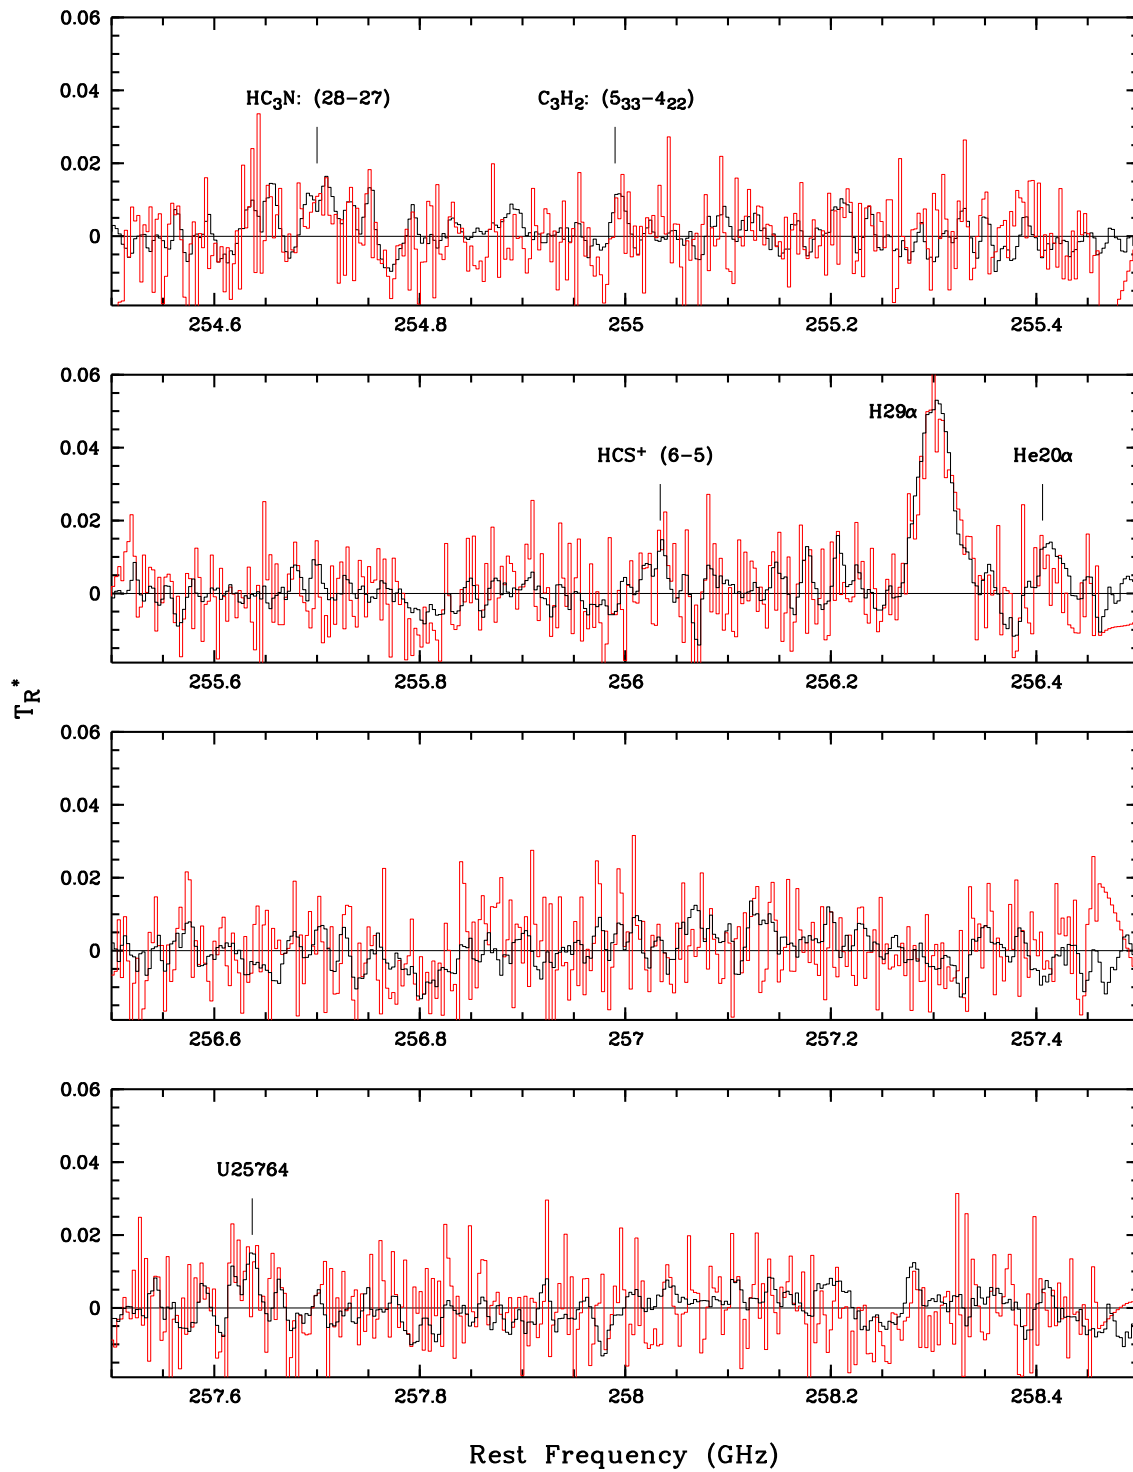 0.06
0.04
0.02
0
HC₃N: (28−27)
C₃H₂: (5₃₃−4₂₂)
254.6 254.8 255 255.2 255.4
0.06
0.04
0.02
0
H29α
HCS⁺ (6−5)
He20α
255.6 255.8 256 256.2 256.4
T_R*
0.06
0.04
0.02
0
256.6 256.8 257 257.2 257.4
0.06
0.04
0.02
0
U25764
257.6 257.8 258 258.2 258.4
Rest Frequency (GHz)